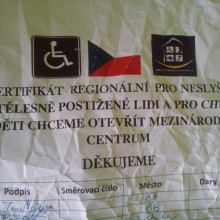 CERTIFIKÁT REGIONÁLNÍ PRO NESLYŠ
TĚLESNĚ POSTIŽENÉ LIDI A PRO CH
DĚTI CHCEME OTEVŘÍT MEZINÁROD
CENTRUM
DĚKUJEME
Podpis Směrovací číslo Město Dary